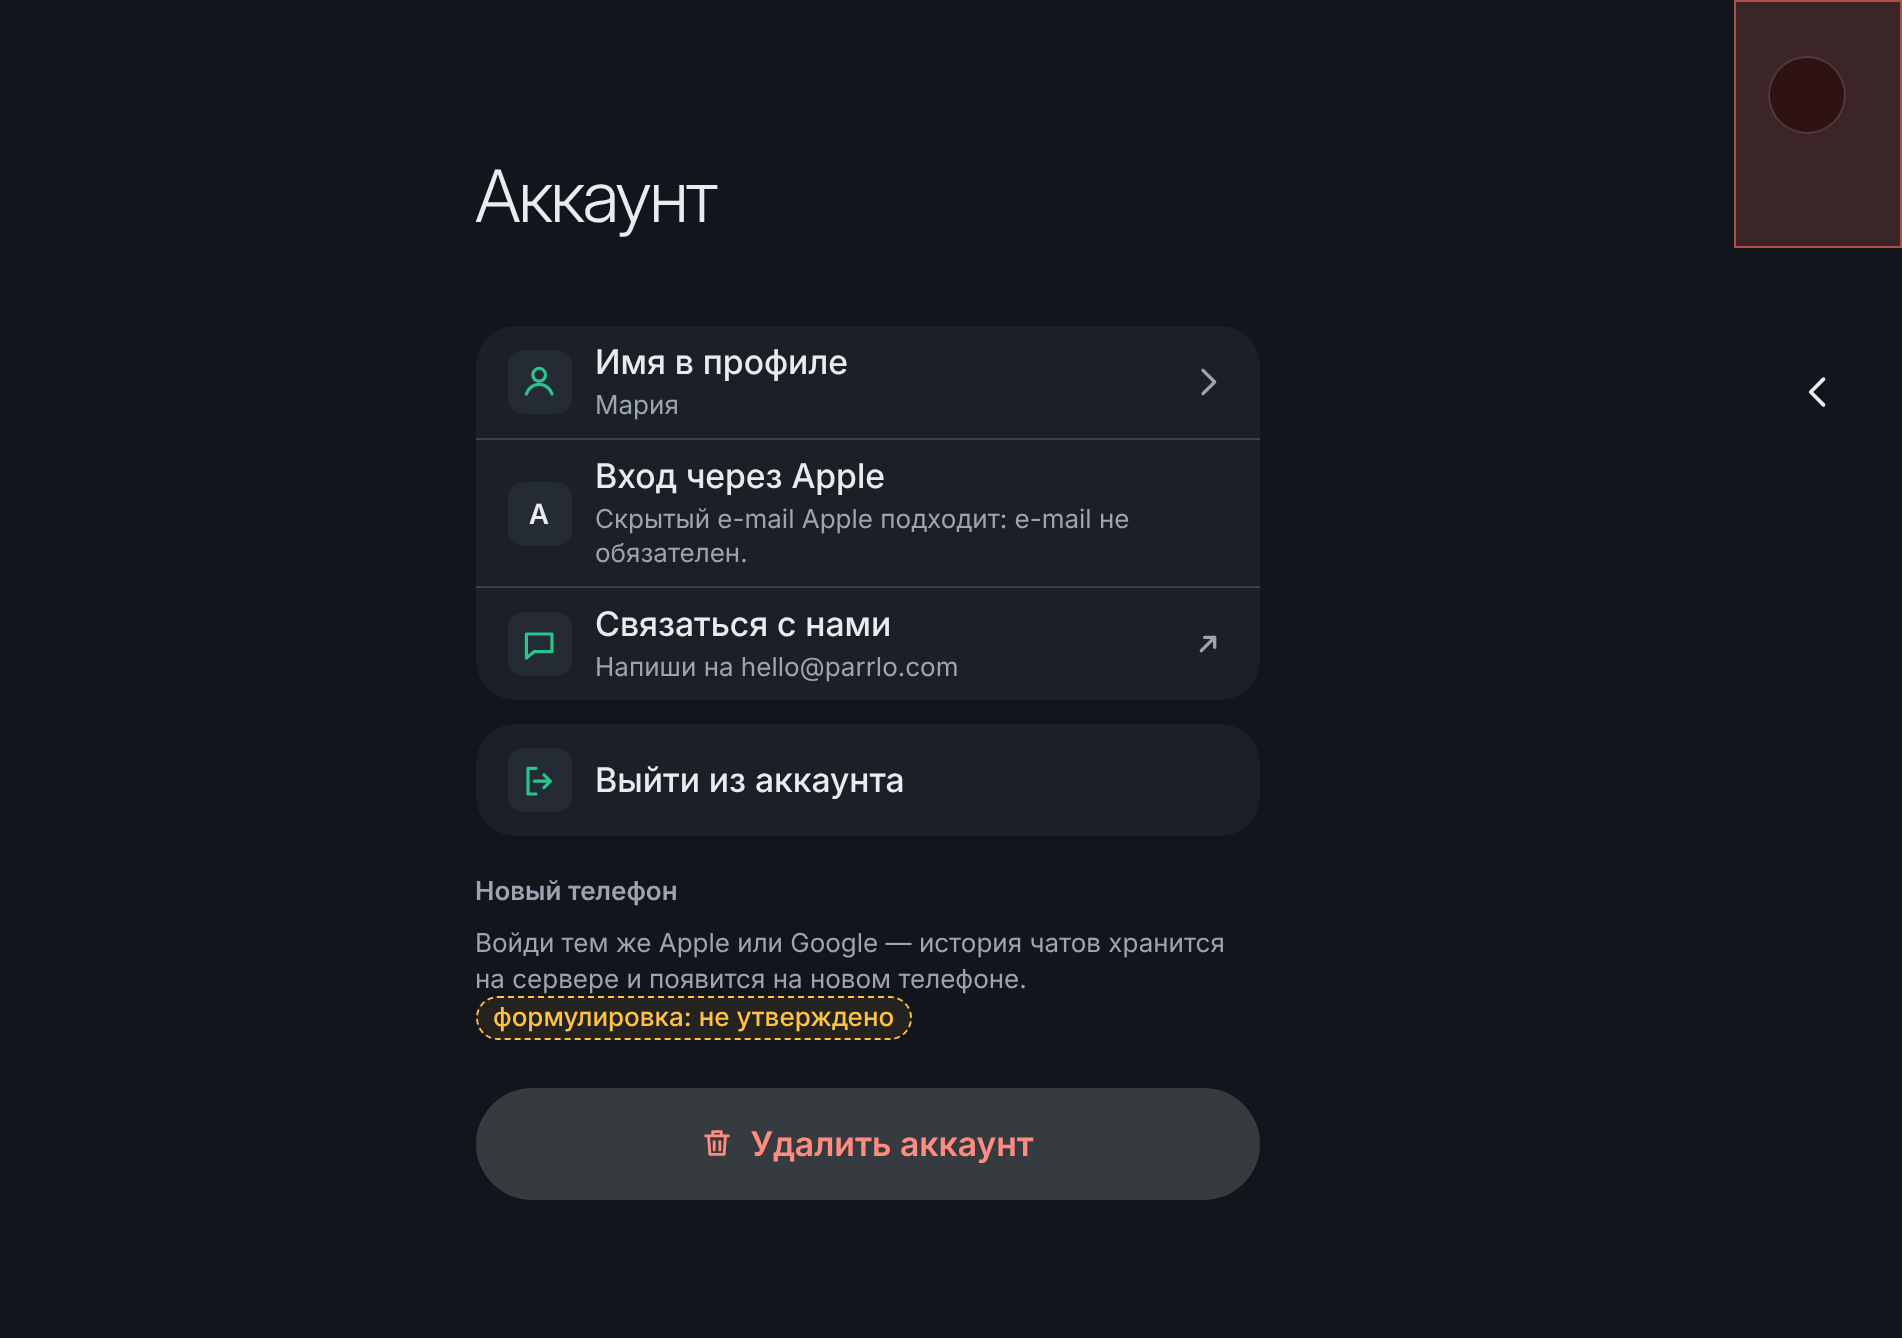 Аккаунт
Имя в профиле
Мария
A
Вход через Apple
Скрытый e-mail Apple подходит: e-mail не
обязателен.
Связаться с нами
Напиши на hello@parrlo.com
Выйти из аккаунта
Новый телефон
Войди тем же Apple или Google — история чатов хранится
на сервере и появится на новом телефоне.
формулировка: не утверждено
Удалить аккаунт